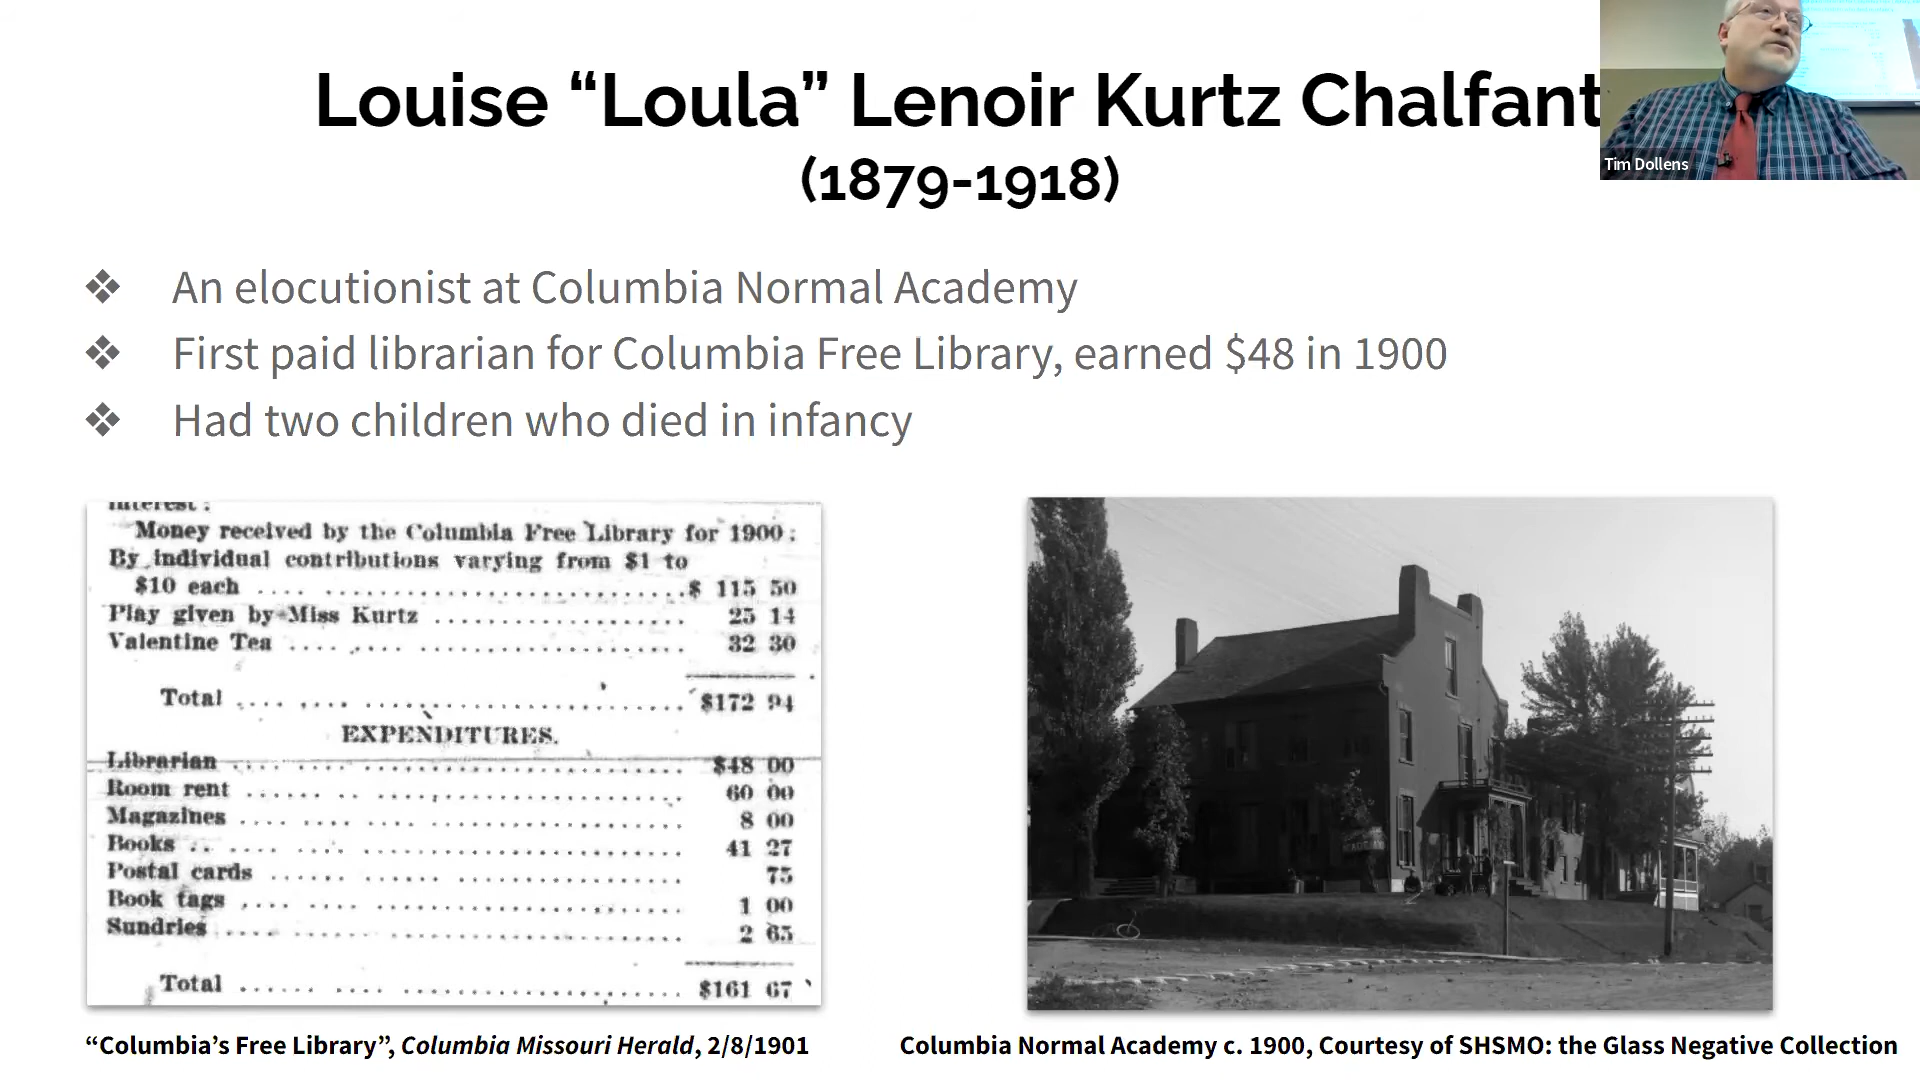 Louise “Loula” Lenoir Kurtz Chalfant
(1879-1918)
Tim Dollens
❖ An elocutionist at Columbia Normal Academy
❖ First paid librarian for Columbia Free Library, earned $48 in 1900
❖ Had two children who died in infancy
Interest:
Money received by the Columbia Free Library for 1900:
By individual contributions varying from $1 to
$10 each .... ..............................$ 115 50
Play given by Miss Kurtz ...................... 25 14
Valentine Tea .... ............................ 32 30
Total .... .... ............................... $172 94
EXPENDITURES.
Librarian .... .... ........................... $48 00
Room rent ...... .. ........................... 60 00
Magazines .... .... ........................... 8 00
Books .. .... .... ............................ 41 27
Postal cards ...... .... ...................... 75
Book tags .... .... ........................... 1 00
Sundries .... .... ............................ 2 65
Total ...... .... ............................. $161 67
“Columbia’s Free Library”, Columbia Missouri Herald, 2/8/1901
Columbia Normal Academy c. 1900, Courtesy of SHSMO: the Glass Negative Collection